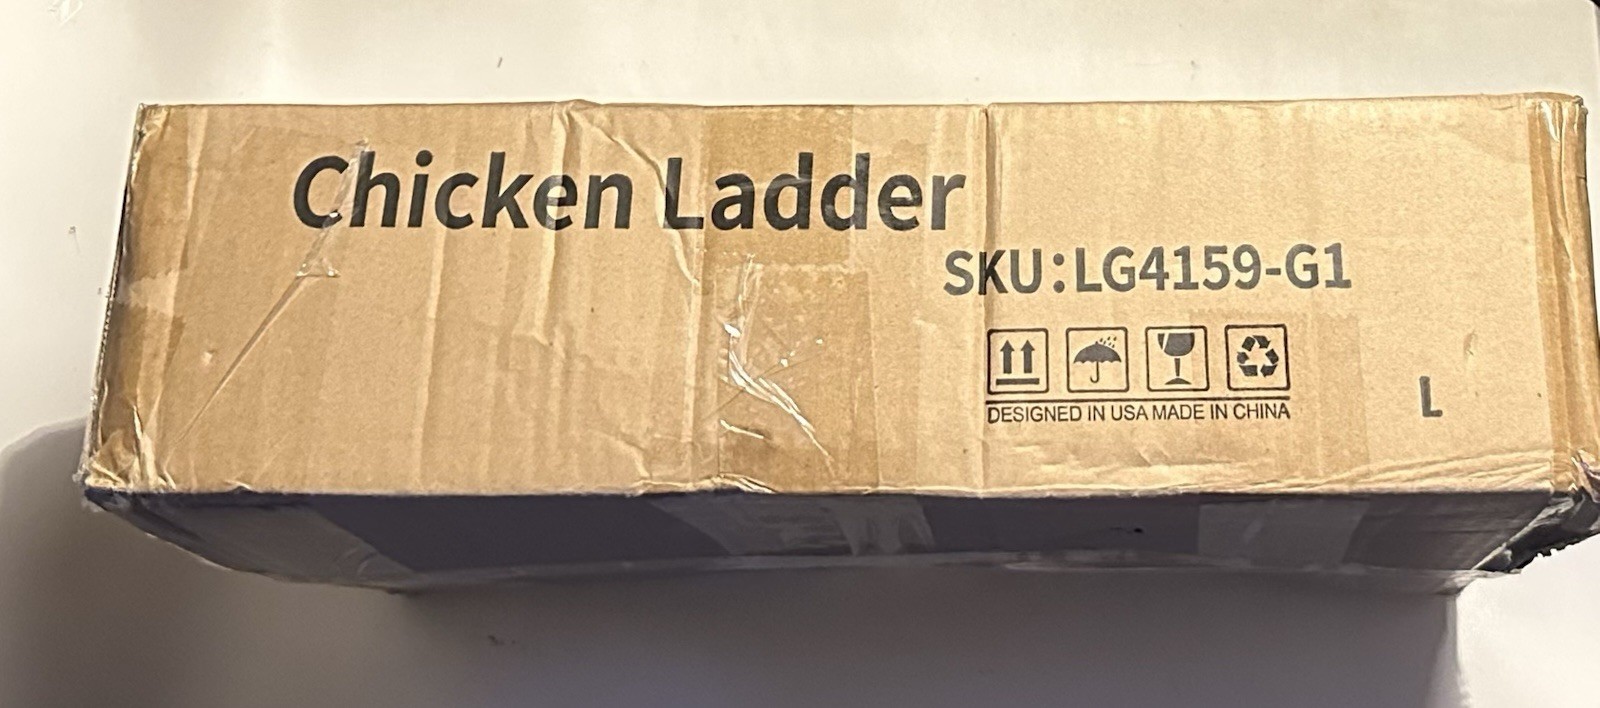 Chicken Ladder
SKU:LG4159-G1
DESIGNED IN USA MADE IN CHINA
L